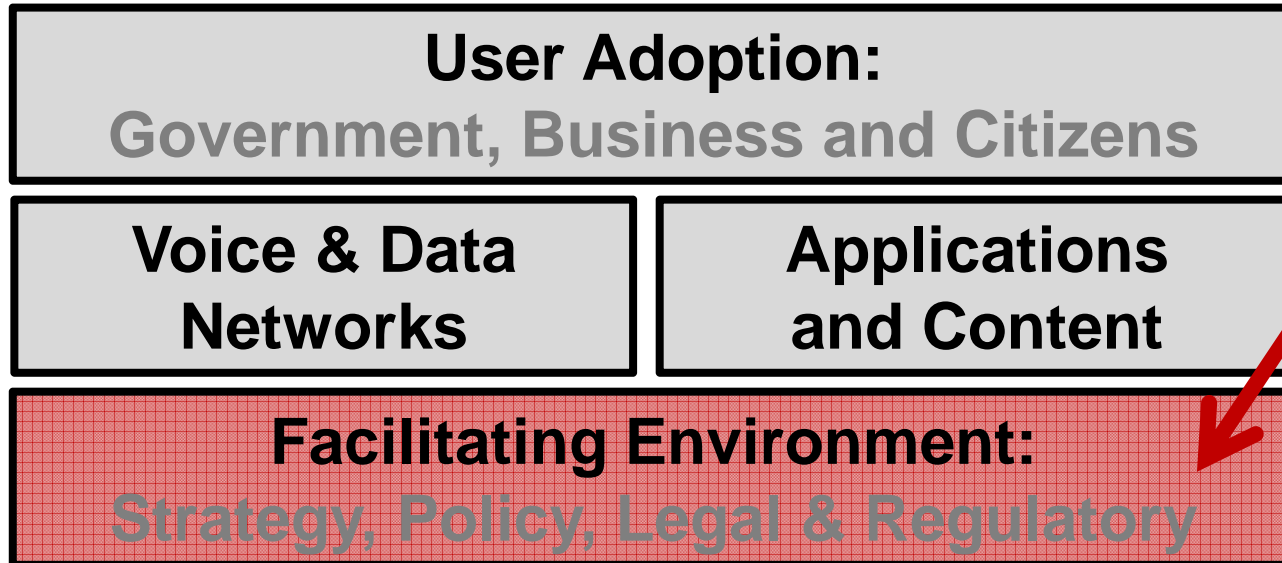 User Adoption:
Government, Business and Citizens
Voice & Data
Networks
Applications
and Content
Facilitating Environment:
Strategy, Policy, Legal & Regulatory